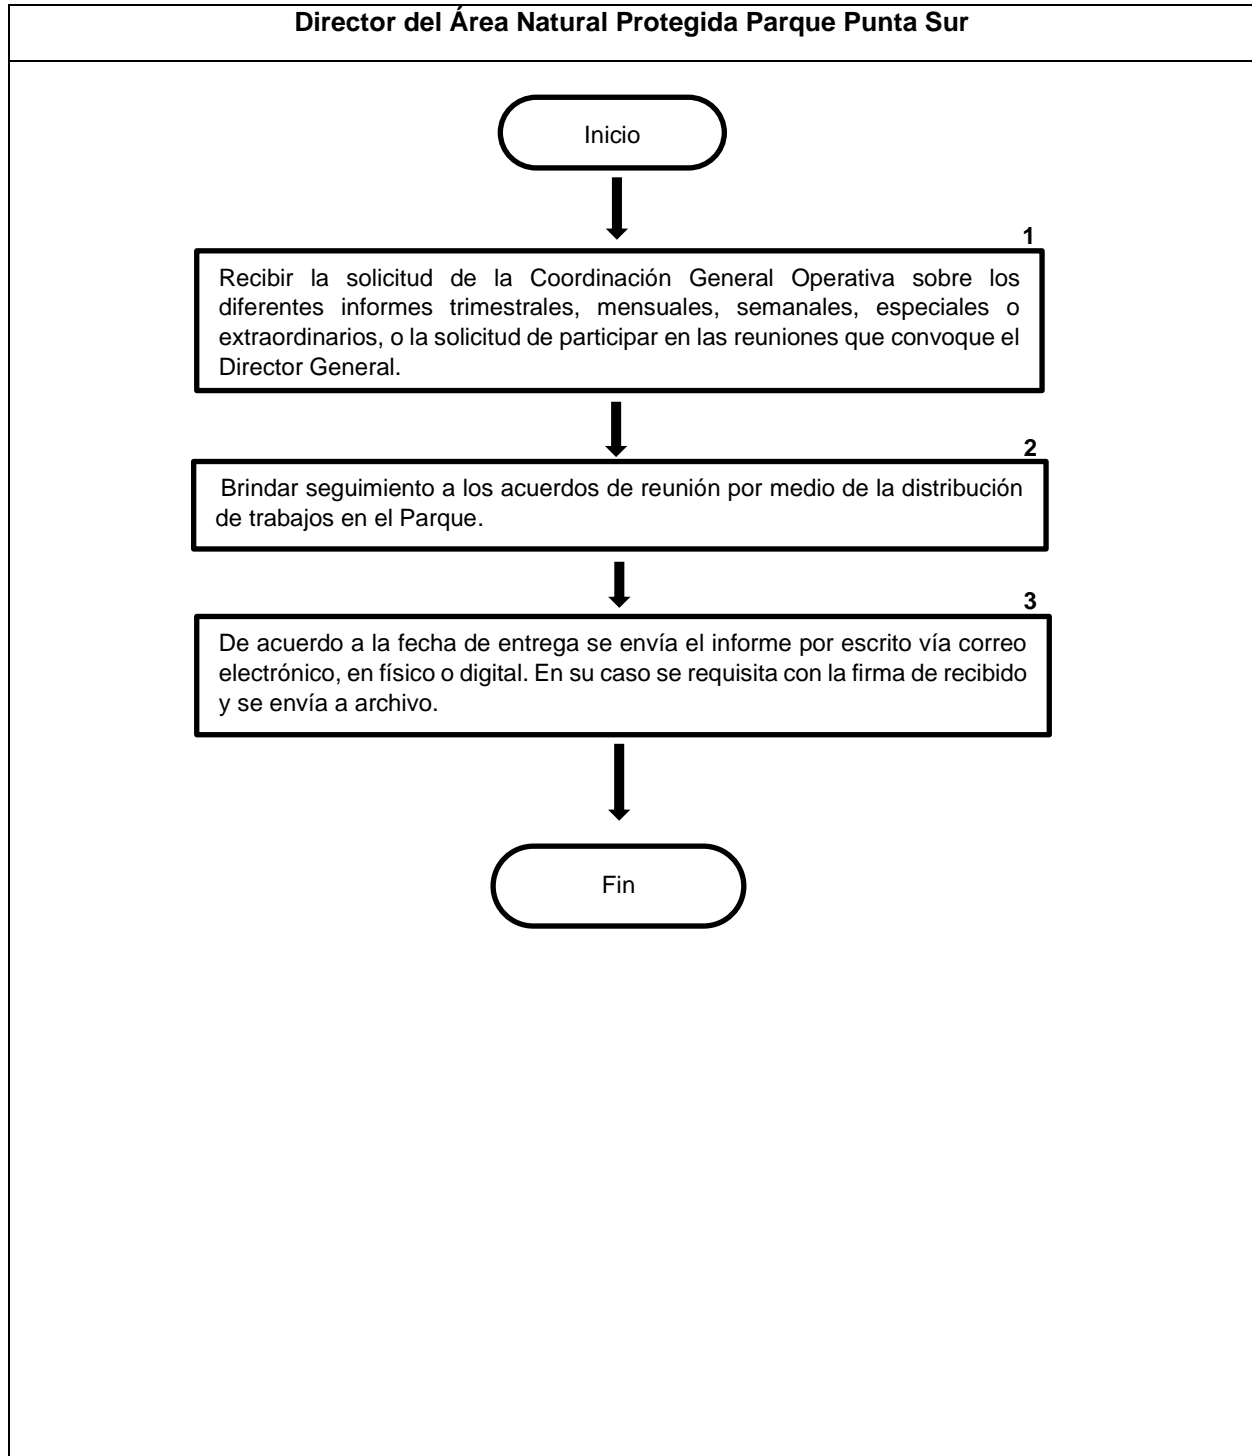 Director del Área Natural Protegida Parque Punta Sur
Inicio
1
Recibir la solicitud de la Coordinación General Operativa sobre los
diferentes informes trimestrales, mensuales, semanales, especiales o
extraordinarios, o la solicitud de participar en las reuniones que convoque el
Director General.
2
Brindar seguimiento a los acuerdos de reunión por medio de la distribución
de trabajos en el Parque.
3
De acuerdo a la fecha de entrega se envía el informe por escrito vía correo
electrónico, en físico o digital. En su caso se requisita con la firma de recibido
y se envía a archivo.
Fin